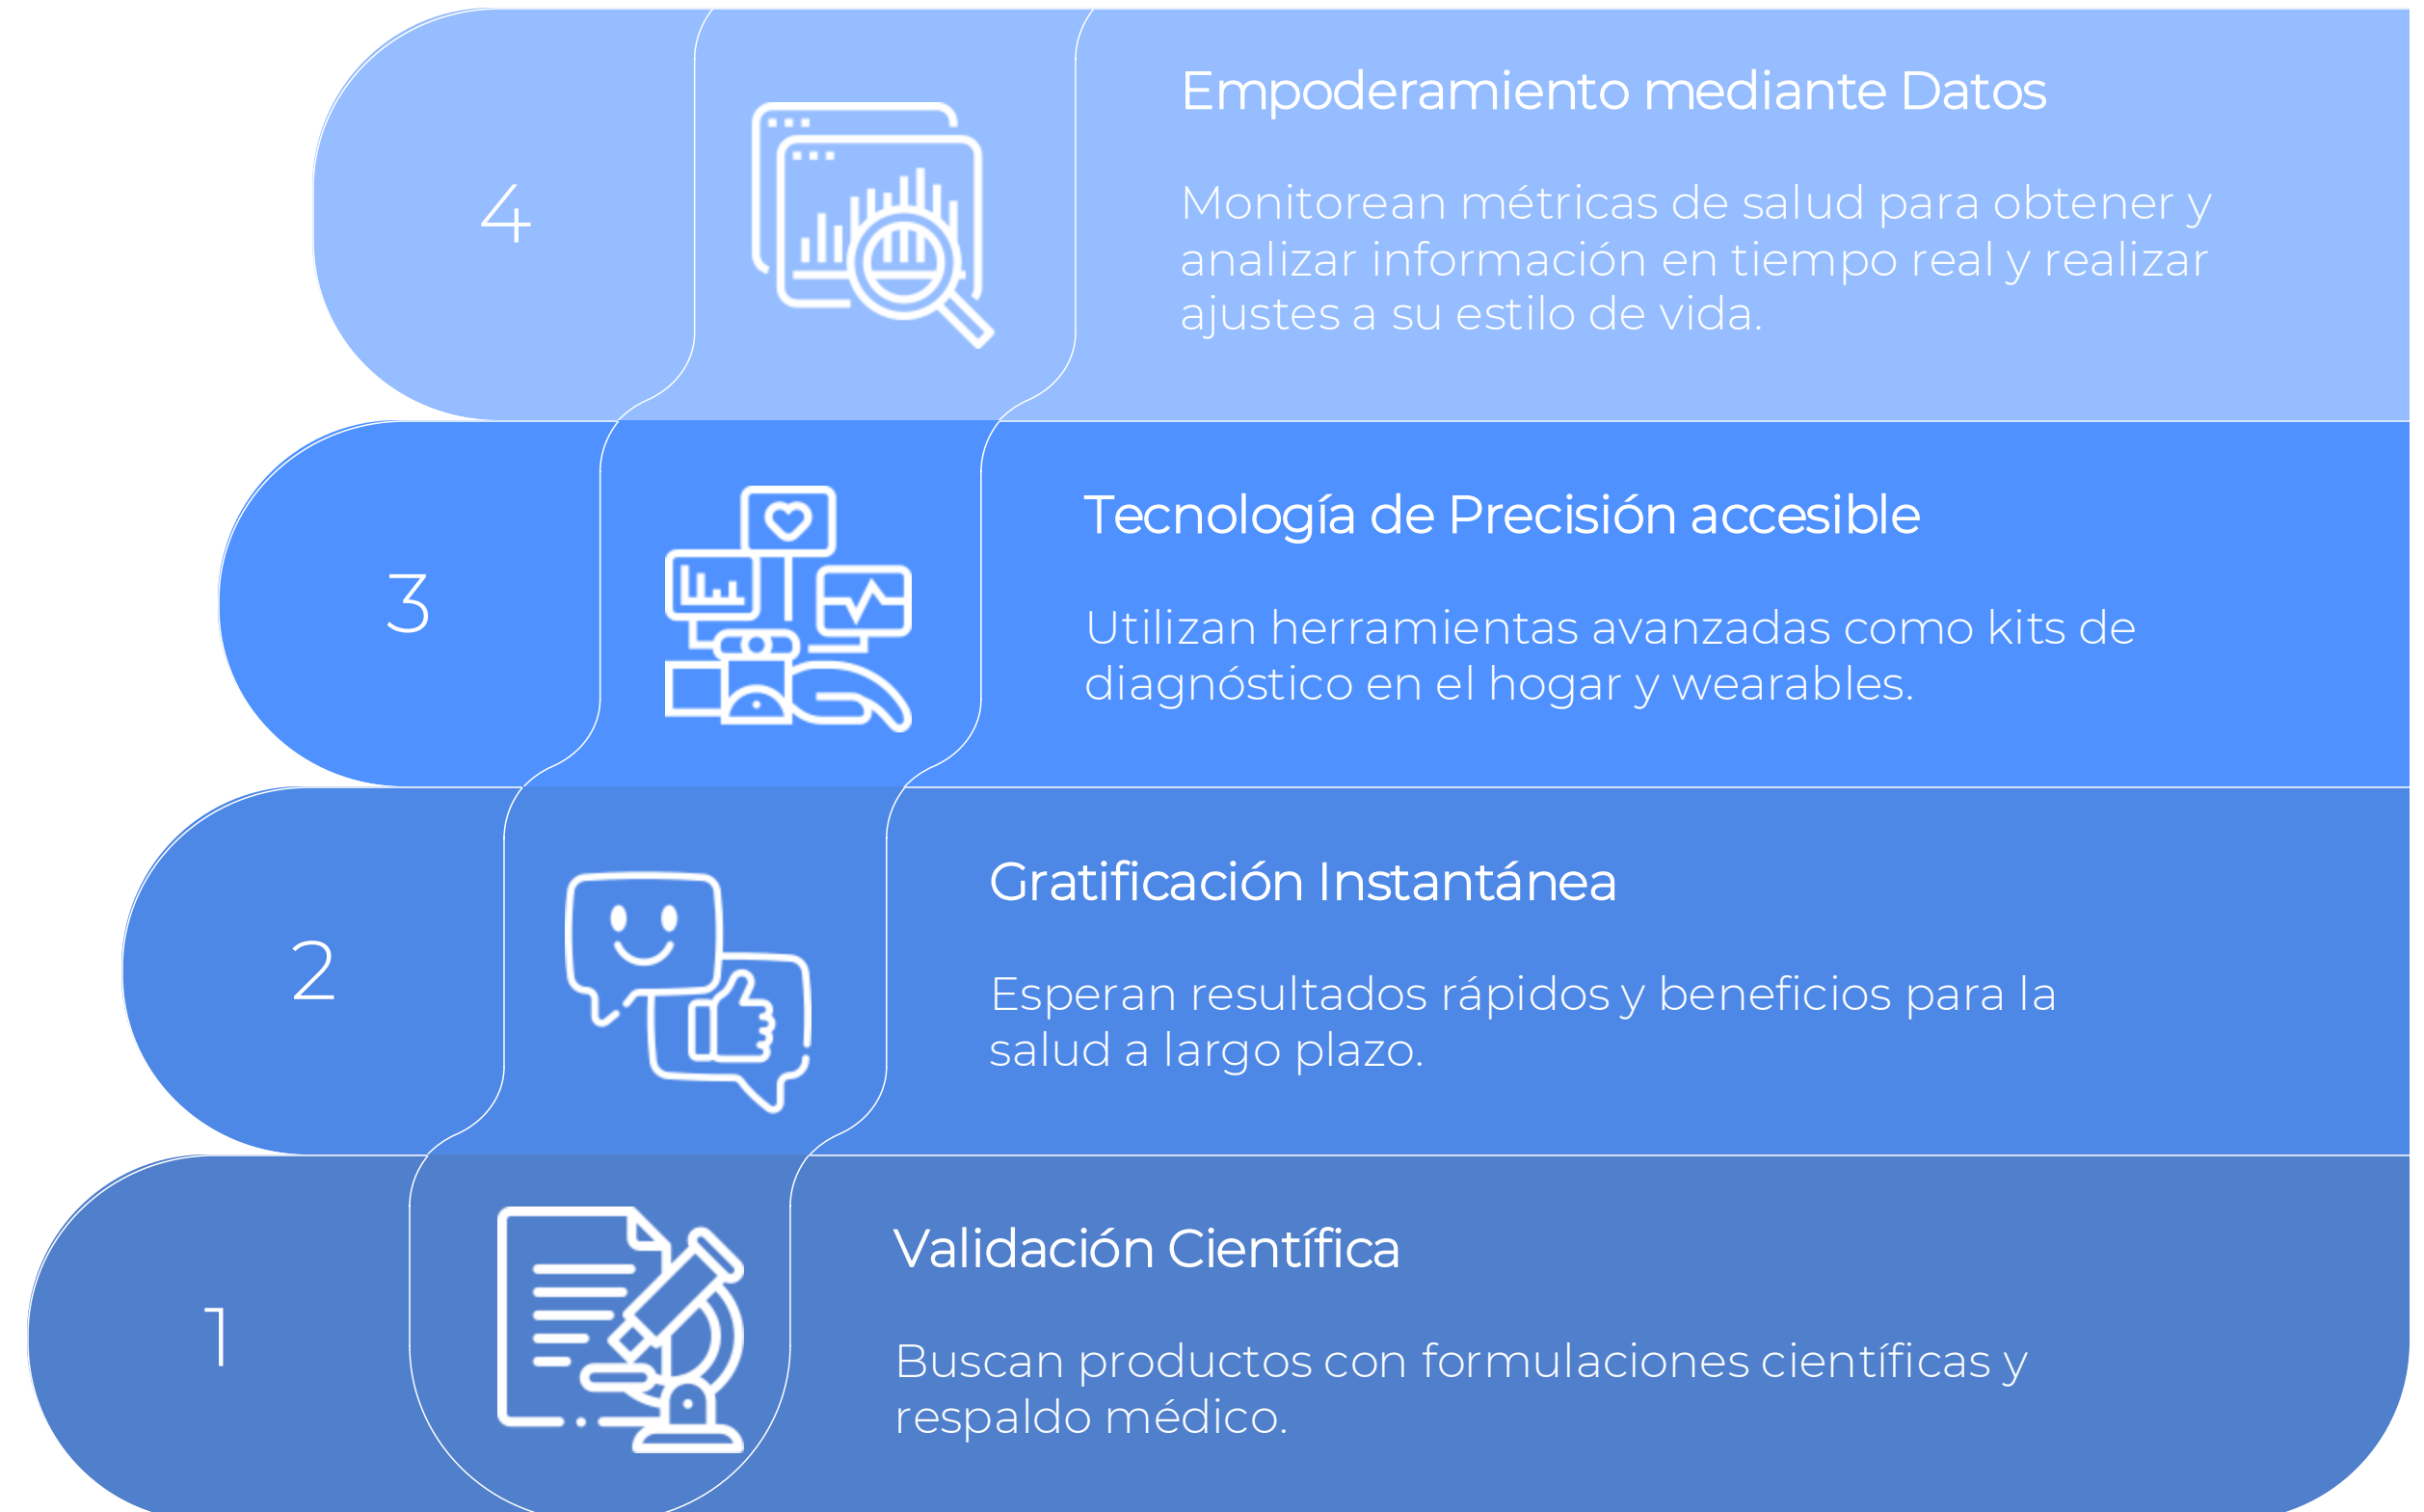 4
Empoderamiento mediante Datos
Monitorean métricas de salud para obtener y
analizar información en tiempo real y realizar
ajustes a su estilo de vida.
3
Tecnología de Precisión accesible
Utilizan herramientas avanzadas como kits de
diagnóstico en el hogar y wearables.
2
Gratificación Instantánea
Esperan resultados rápidos y beneficios para la
salud a largo plazo.
1
Validación Científica
Buscan productos con formulaciones científicas y
respaldo médico.